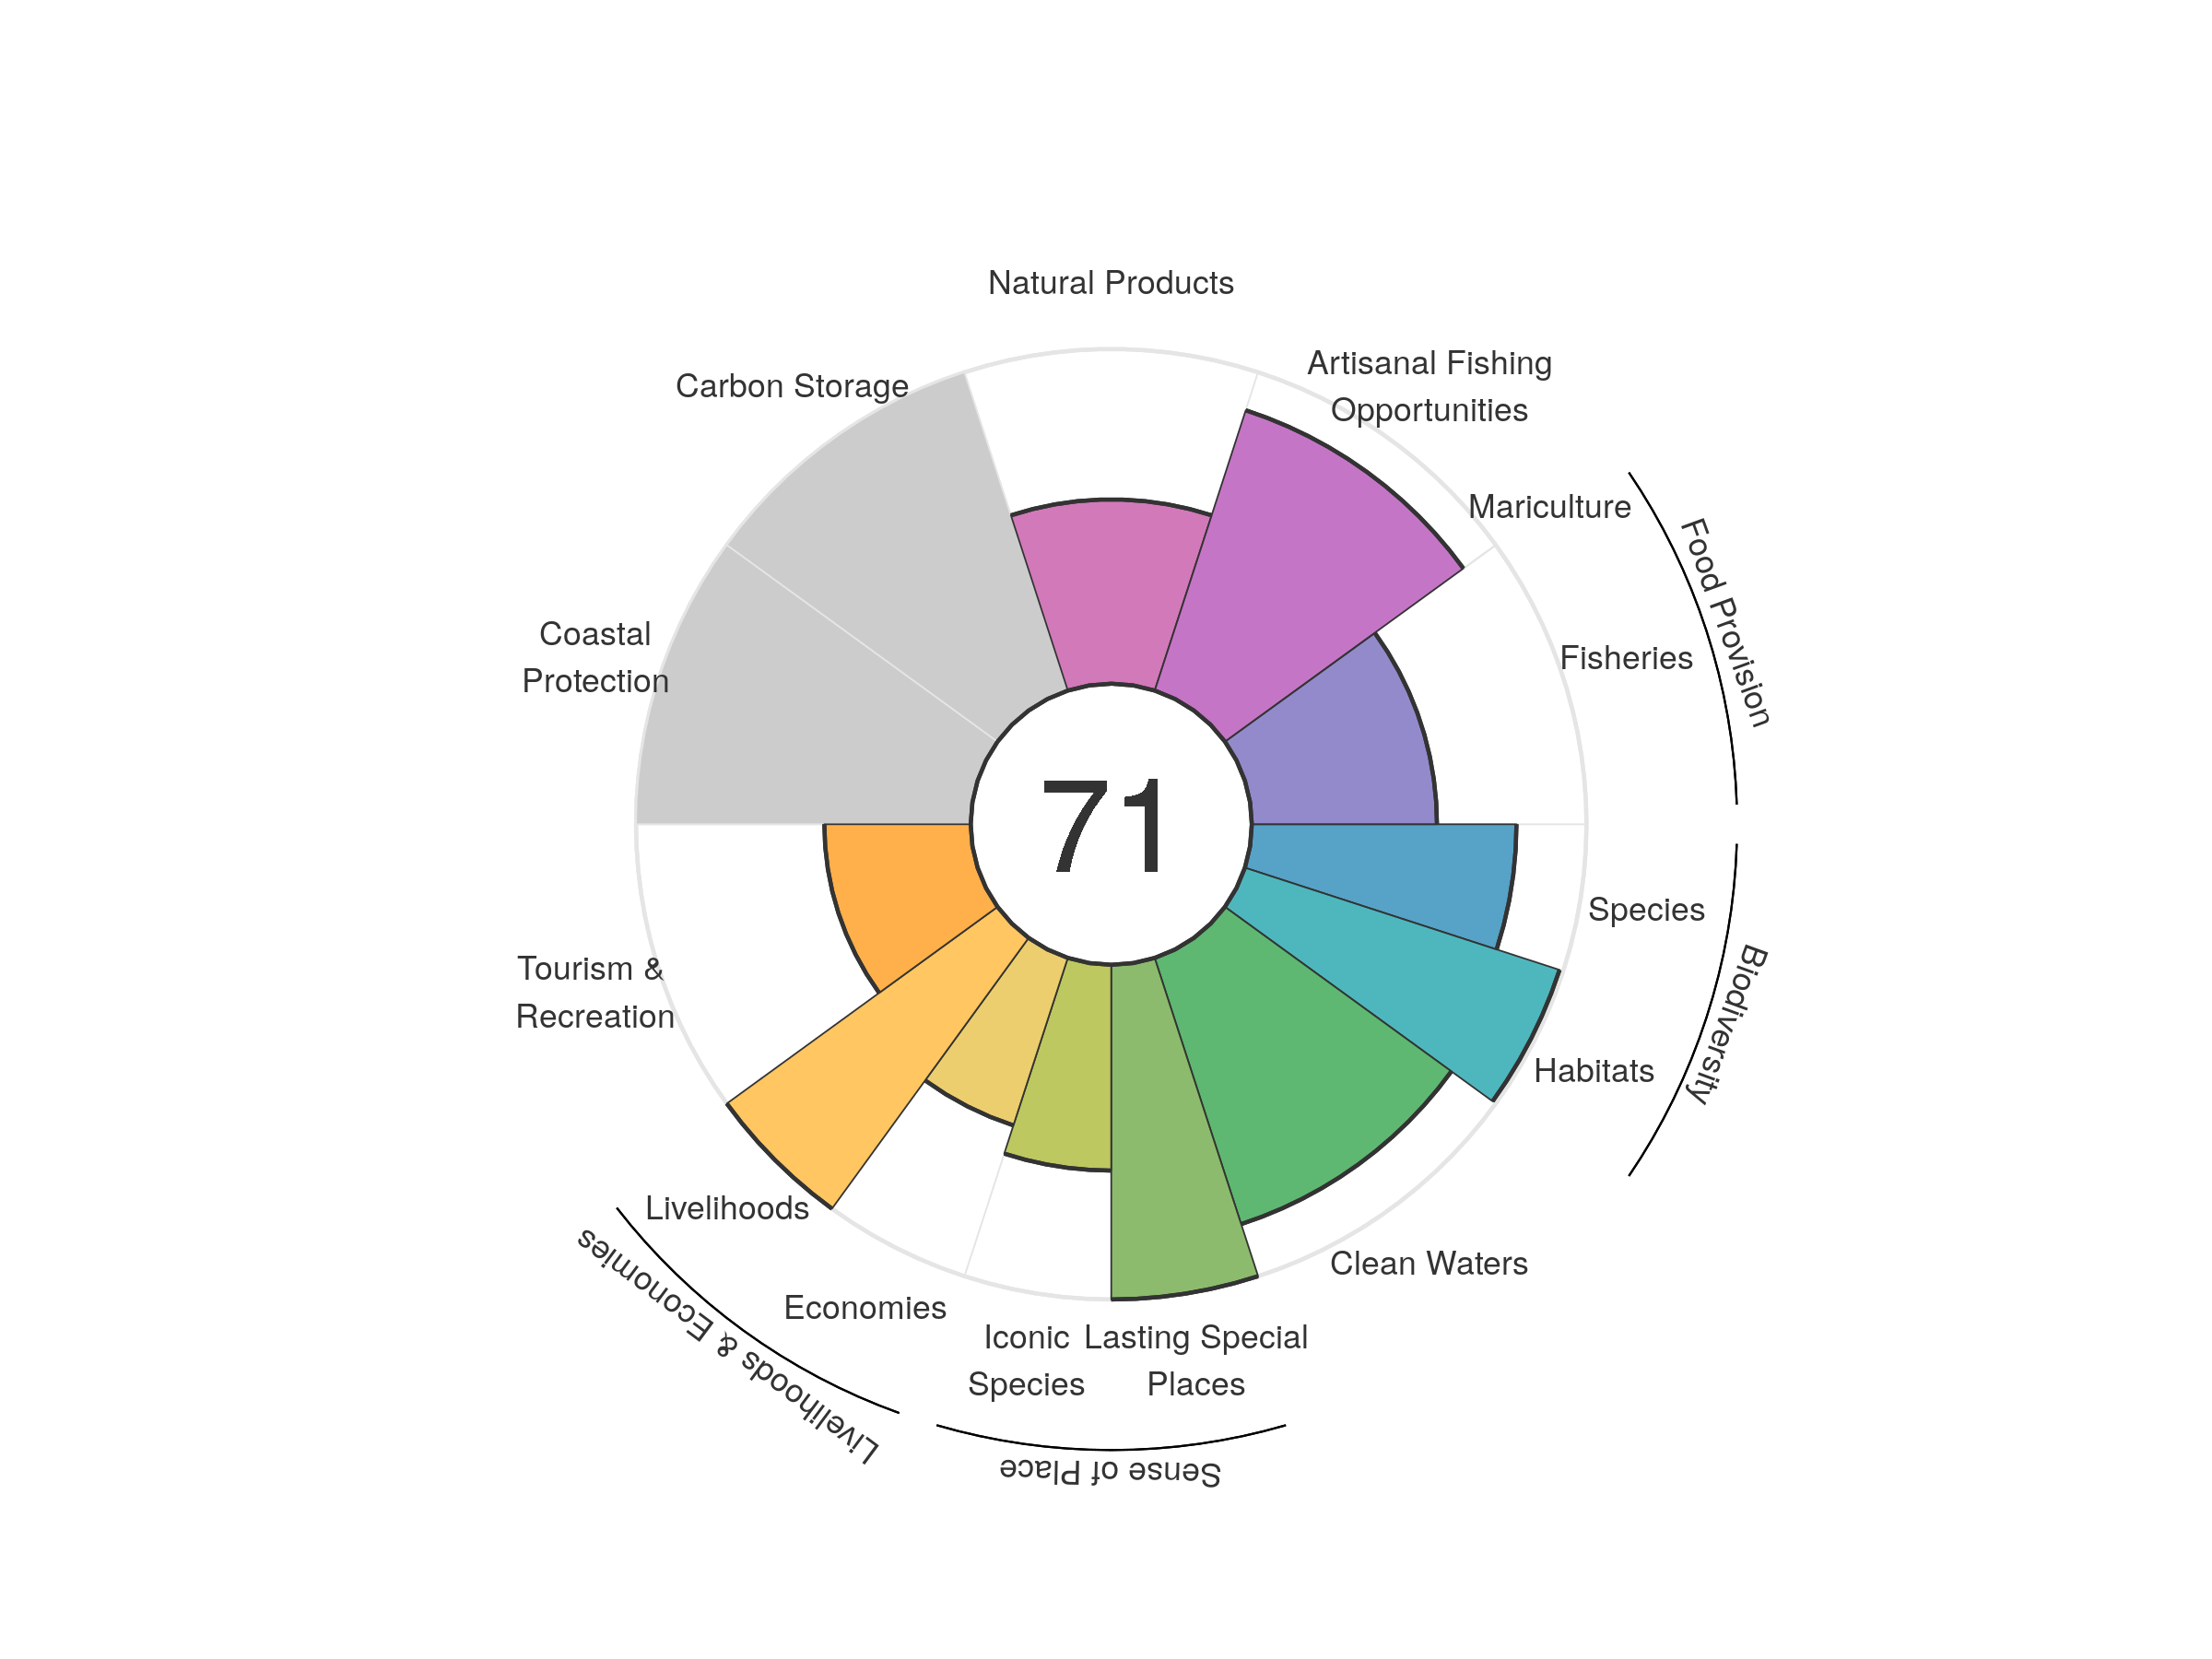 Natural Products
Artisanal Fishing
Opportunities
Carbon Storage
Mariculture
Food Provision
Coastal
Protection
Fisheries
71
Species
Biodiversity
Tourism &
Recreation
Habitats
Livelihoods
Livelihoods & Economies
Clean Waters
Economies
Iconic
Species
Lasting Special
Places
Sense of Place